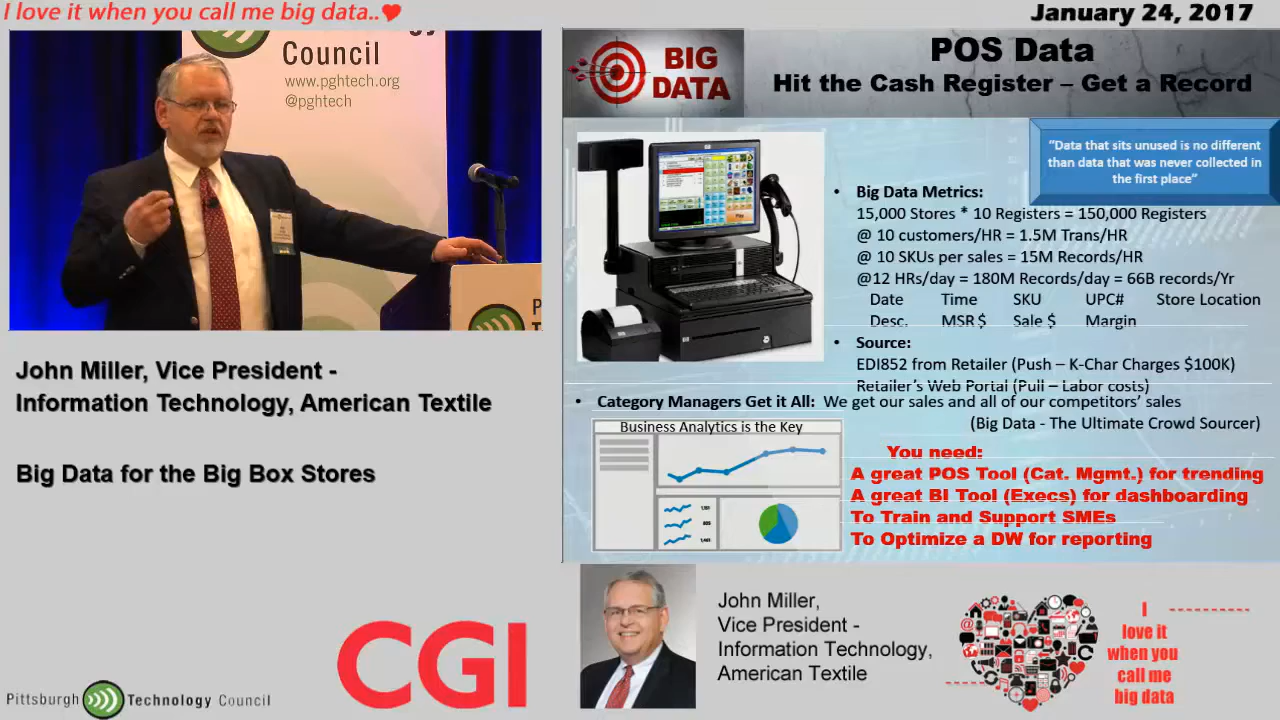 I love it when you call me big data..
January 24, 2017
Council
www.pghtech.org
@pghtech
BIG
DATA
POS Data
Hit the Cash Register – Get a Record
"Data that sits unused is no different
than data that was never collected in
the first place"
• Big Data Metrics:
15,000 Stores * 10 Registers = 150,000 Registers
@ 10 customers/HR = 1.5M Trans/HR
@ 10 SKUs per sales = 15M Records/HR
@12 HRs/day = 180M Records/day = 66B records/Yr
Date Time SKU UPC# Store Location
Desc. MSR $ Sale $ Margin
• Source:
EDI852 from Retailer (Push – K-Char Charges $100K)
Retailer's Web Portal (Pull – Labor costs)
• Category Managers Get it All: We get our sales and all of our competitors' sales
(Big Data - The Ultimate Crowd Sourcer)
Business Analytics is the Key
You need:
A great POS Tool (Cat. Mgmt.) for trending
A great BI Tool (Execs) for dashboarding
To Train and Support SMEs
To Optimize a DW for reporting
John Miller, Vice President -
Information Technology, American Textile
Big Data for the Big Box Stores
Pittsburgh Technology Council
CGI
John Miller,
Vice President -
Information Technology,
American Textile
I
love it
when you
call me
big data